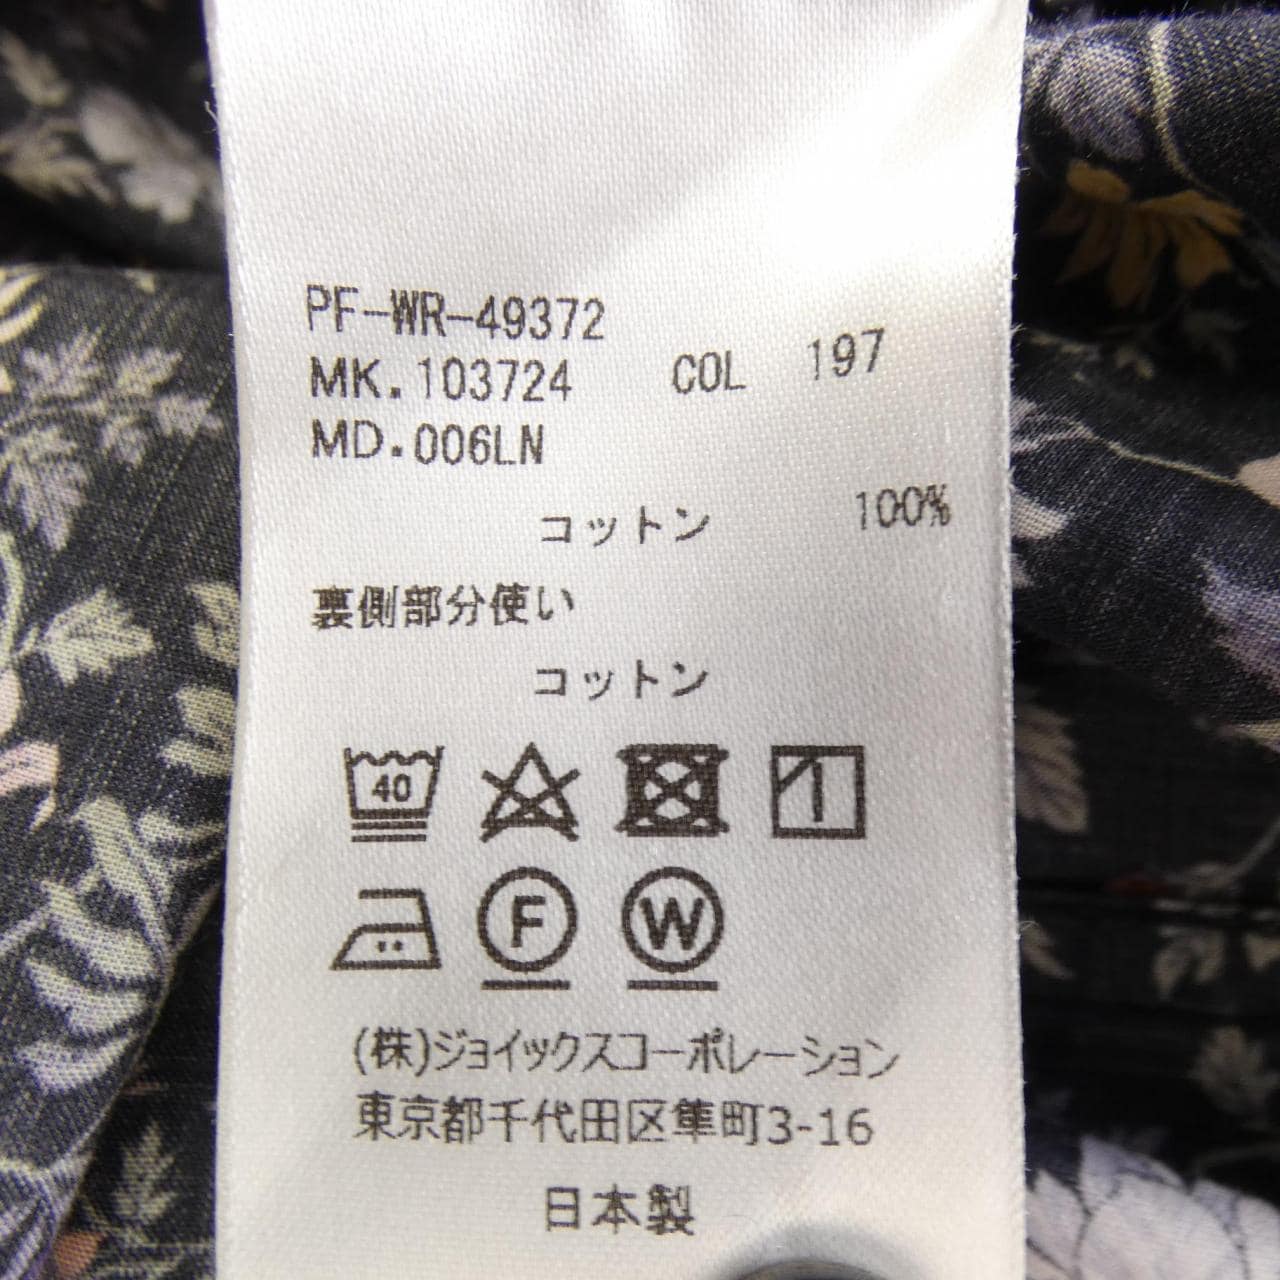 PF-WR-49372
MK.103724 COL 197
MD.006LN
コットン 100%
裏側部分使い
コットン
40
F W
(株)ジョイックスコーポレーション
東京都千代田区隼町3-16
日本製